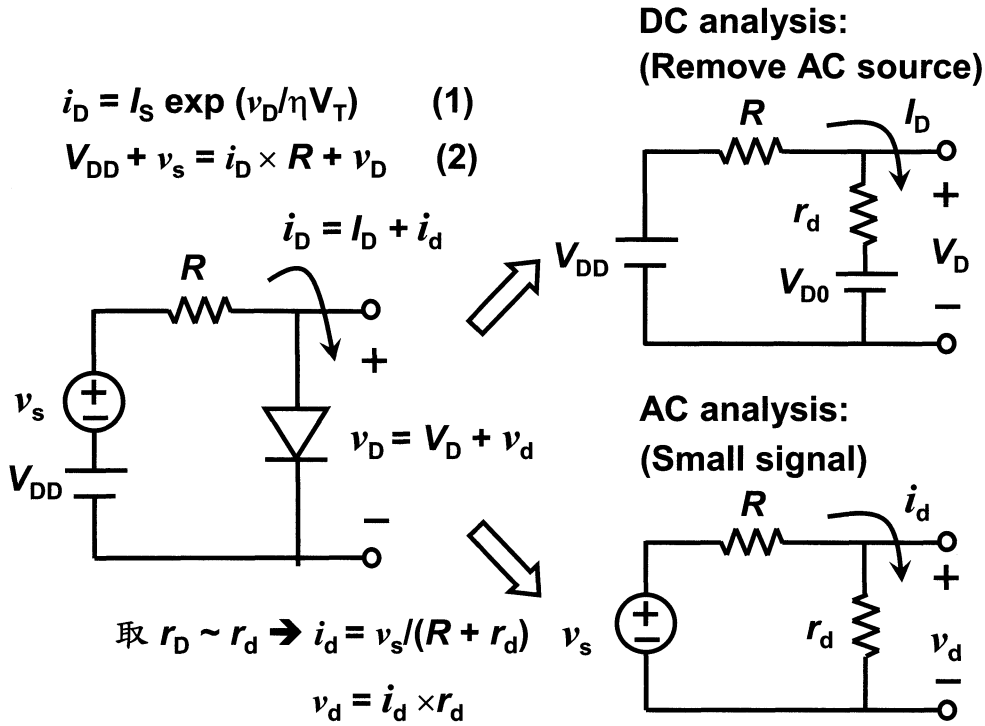 DC analysis:
(Remove AC source)
i_D = I_S exp (v_D/ηV_T) (1)
V_DD + v_s = i_D × R + v_D (2)
i_D = I_D + i_d
R
+
v_s
+
−
V_DD
v_D = V_D + v_d
−
R
I_D
+
r_d
V_DD
V_D
V_D0
−
AC analysis:
(Small signal)
R
i_d
+
+
−
v_s
r_d
v_d
−
取 r_D ~ r_d ➔ i_d = v_s/(R + r_d)
v_d = i_d ×r_d